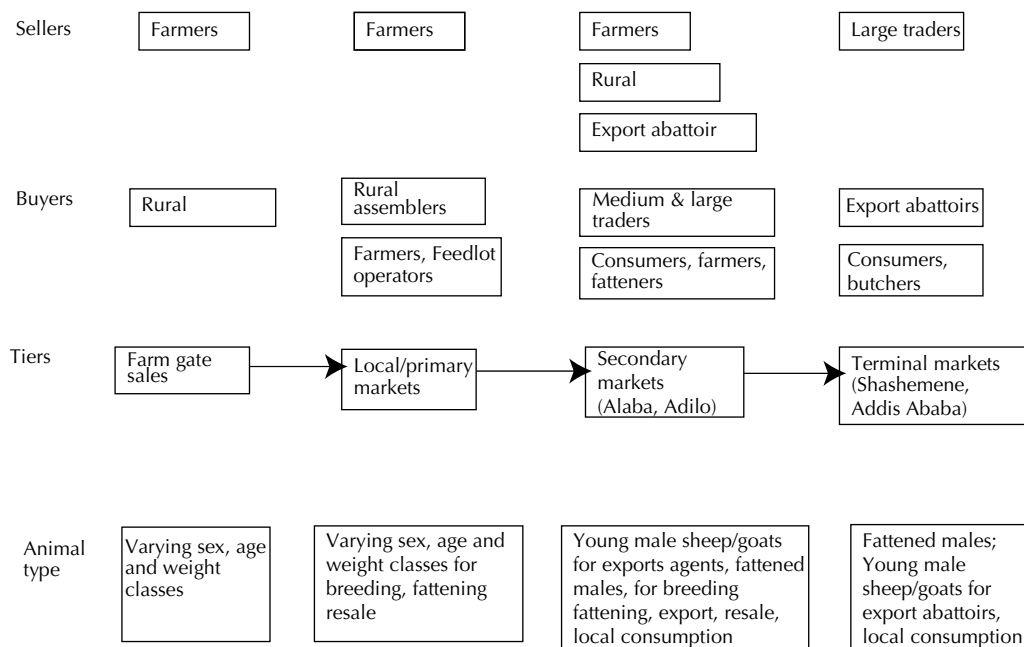 Sellers
Farmers
Farmers
Farmers
Large traders
Rural
Export abattoir
Buyers
Rural
Rural
assemblers
Medium & large
traders
Export abattoirs
Farmers, Feedlot
operators
Consumers, farmers,
fatteners
Consumers,
butchers
Tiers
Farm gate
sales
Local/primary
markets
Secondary
markets
(Alaba, Adilo)
Terminal markets
(Shashemene,
Addis Ababa)
Animal
type
Varying sex, age
and weight
classes
Varying sex, age and
weight classes for
breeding, fattening
resale
Young male sheep/goats
for exports agents, fattened
males, for breeding
fattening, export, resale,
local consumption
Fattened males;
Young male
sheep/goats for
export abattoirs,
local consumption